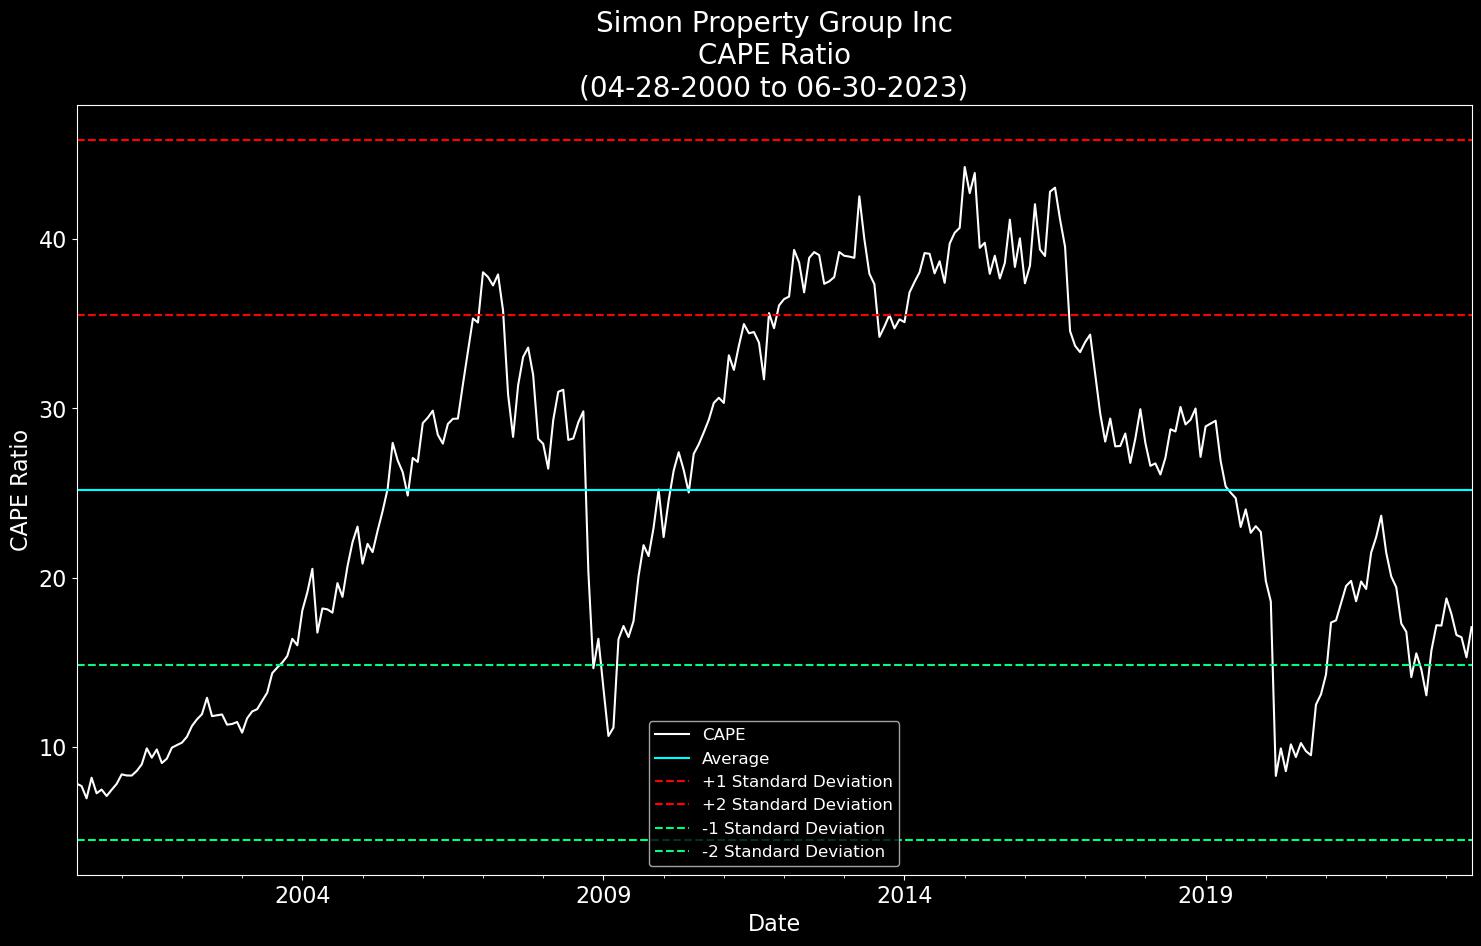 Simon Property Group Inc
CAPE Ratio
(04-28-2000 to 06-30-2023)
CAPE Ratio
40
30
20
10
CAPE
Average
+1 Standard Deviation
+2 Standard Deviation
-1 Standard Deviation
-2 Standard Deviation
2004
2009
2014
2019
Date